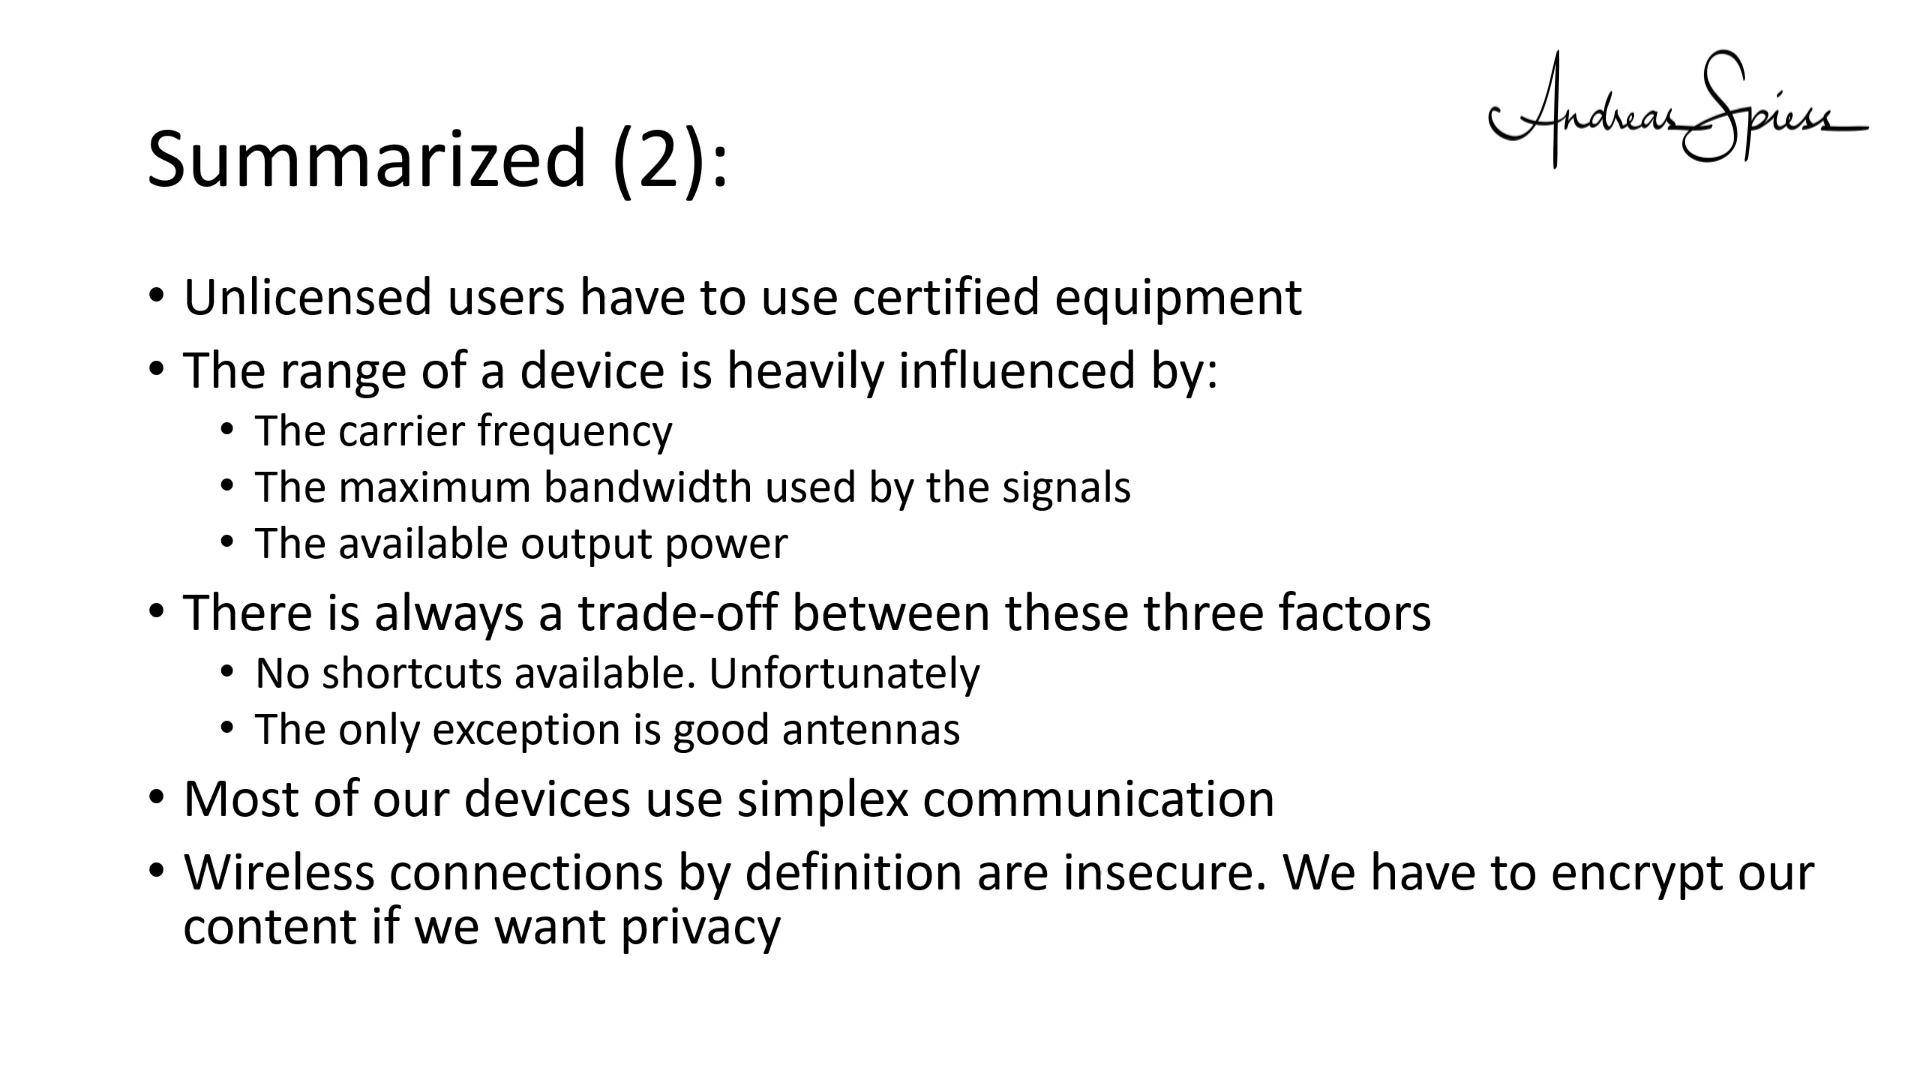 Andreas Spiess
Summarized (2):
• Unlicensed users have to use certified equipment
• The range of a device is heavily influenced by:
• The carrier frequency
• The maximum bandwidth used by the signals
• The available output power
• There is always a trade-off between these three factors
• No shortcuts available. Unfortunately
• The only exception is good antennas
• Most of our devices use simplex communication
• Wireless connections by definition are insecure. We have to encrypt our
content if we want privacy